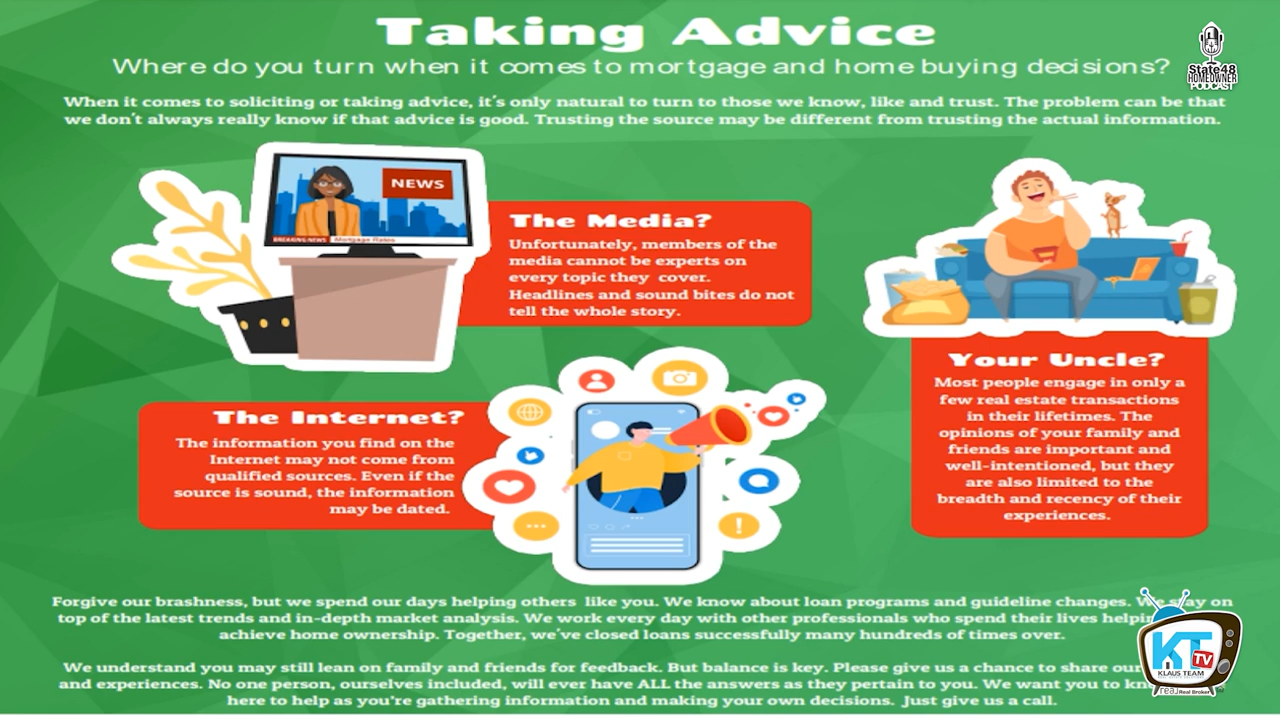 Taking Advice
Where do you turn when it comes to mortgage and home buying decisions?
State48
HOMEOWNER
PODCAST
When it comes to soliciting or taking advice, it's only natural to turn to those we know, like and trust. The problem can be that
we don't always really know if that advice is good. Trusting the source may be different from trusting the actual information.
NEWS
BREAKING NEWS Mortgage Rates
The Media?
Unfortunately, members of the
media cannot be experts on
every topic they cover.
Headlines and sound bites do not
tell the whole story.
Your Uncle?
Most people engage in only a
few real estate transactions
in their lifetimes. The
opinions of your family and
friends are important and
well-intentioned, but they
are also limited to the
breadth and recency of their
experiences.
The Internet?
The information you find on the
Internet may not come from
qualified sources. Even if the
source is sound, the information
may be dated.
Forgive our brashness, but we spend our days helping others like you. We know about loan programs and guideline changes. We stay on
top of the latest trends and in-depth market analysis. We work every day with other professionals who spend their lives
achieve home ownership. Together, we've closed loans successfully many hundreds of times over.
We understand you may still lean on family and friends for feedback. But balance is key. Please give us a chance to share our
and experiences. No one person, ourselves included, will ever have ALL the answers as they pertain to you. We want you to
here to help as you're gathering information and making your own decisions. Just give us a call.
KT
TV
KLAUS TEAM
real Real Broker